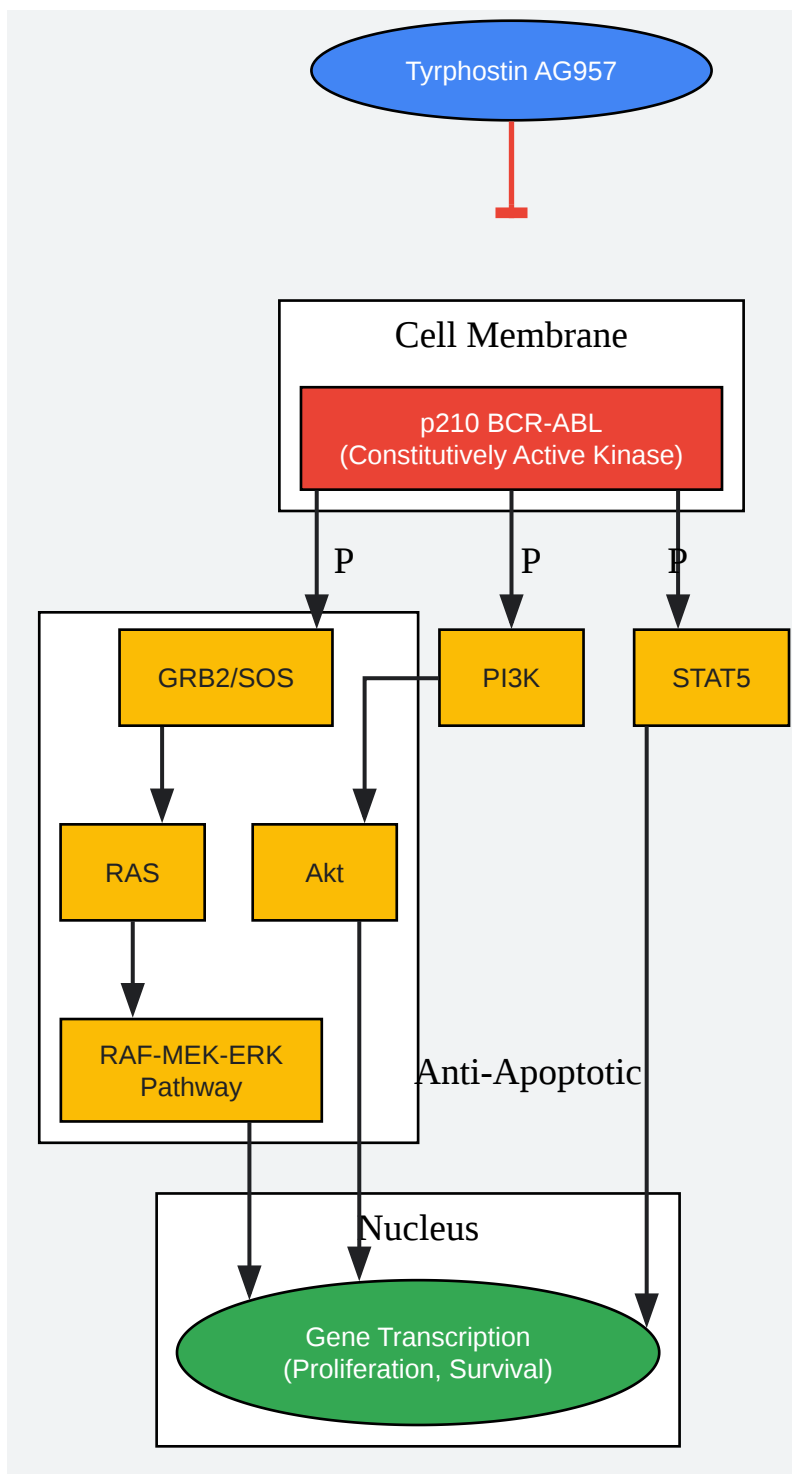 Tyrphostin AG957
Cell Membrane
p210 BCR-ABL
(Constitutively Active Kinase)
P
P
P
GRB2/SOS
PI3K
STAT5
RAS
Akt
RAF-MEK-ERK
Pathway
Anti-Apoptotic
Nucleus
Gene Transcription
(Proliferation, Survival)